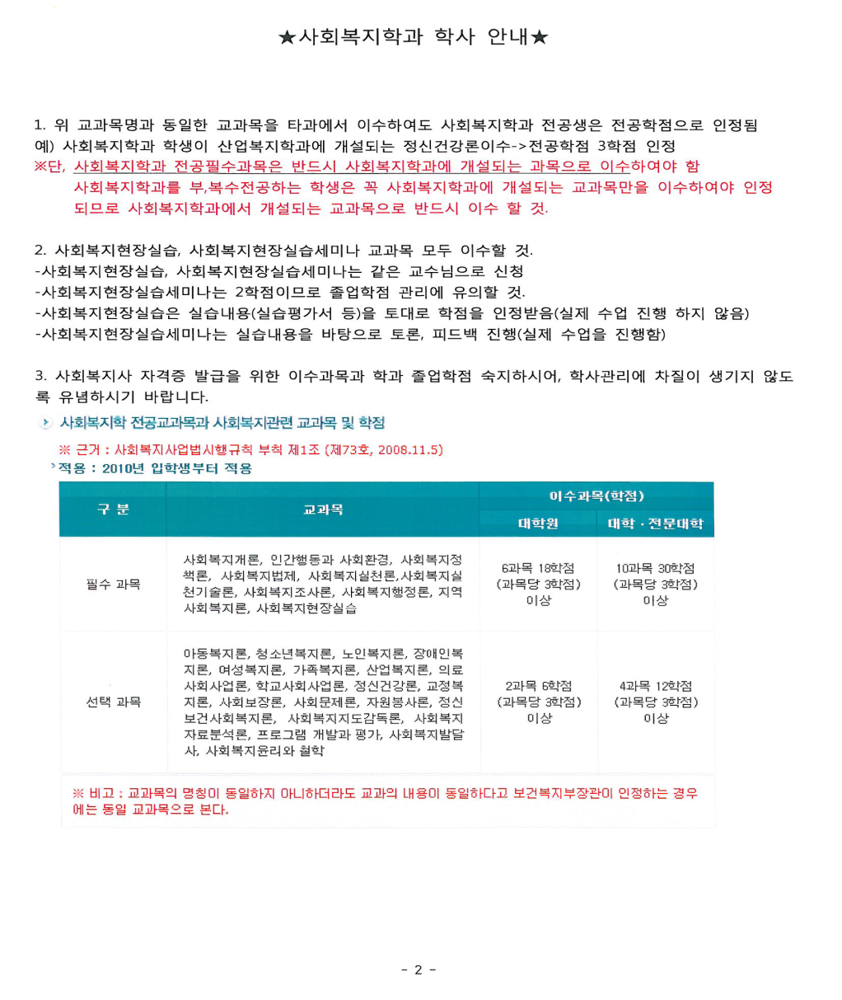 ★사회복지학과 학사 안내★
1. 위 교과목명과 동일한 교과목을 타과에서 이수하여도 사회복지학과 전공생은 전공학점으로 인정됨
예) 사회복지학과 학생이 산업복지학과에 개설되는 정신건강론이수->전공학점 3학점 인정
※단, 사회복지학과 전공필수과목은 반드시 사회복지학과에 개설되는 과목으로 이수하여야 함
사회복지학과를 부,복수전공하는 학생은 꼭 사회복지학과에 개설되는 교과목만을 이수하여야 인정
되므로 사회복지학과에서 개설되는 교과목으로 반드시 이수 할 것.
2. 사회복지현장실습, 사회복지현장실습세미나 교과목 모두 이수할 것.
-사회복지현장실습, 사회복지현장실습세미나는 같은 교수님으로 신청
-사회복지현장실습세미나는 2학점이므로 졸업학점 관리에 유의할 것.
-사회복지현장실습은 실습내용(실습평가서 등)을 토대로 학점을 인정받음(실제 수업 진행 하지 않음)
-사회복지현장실습세미나는 실습내용을 바탕으로 토론, 피드백 진행(실제 수업을 진행함)
3. 사회복지사 자격증 발급을 위한 이수과목과 학과 졸업학점 숙지하시어, 학사관리에 차질이 생기지 않도
록 유념하시기 바랍니다.
사회복지학 전공교과목과 사회복지관련 교과목 및 학점
※ 근거 : 사회복지사업법시행규칙 부칙 제1조 (제73호, 2008.11.5)
적용 : 2010년 입학생부터 적용
구 분 교과목 이수과목(학점)
대학원 대학·전문대학
필수 과목
사회복지개론, 인간행동과 사회환경, 사회복지정
책론, 사회복지법제, 사회복지실천론,사회복지실
천기술론, 사회복지조사론, 사회복지행정론, 지역
사회복지론, 사회복지현장실습
6과목 18학점
(과목당 3학점)
이상
10과목 30학점
(과목당 3학점)
이상
선택 과목
아동복지론, 청소년복지론, 노인복지론, 장애인복
지론, 여성복지론, 가족복지론, 산업복지론, 의료
사회사업론, 학교사회사업론, 정신건강론, 교정복
지론, 사회보장론, 사회문제론, 자원봉사론, 정신
보건사회복지론, 사회복지지도감독론, 사회복지
자료분석론, 프로그램 개발과 평가, 사회복지발달
사, 사회복지윤리와 철학
2과목 6학점
(과목당 3학점)
이상
4과목 12학점
(과목당 3학점)
이상
※ 비고 : 교과목의 명칭이 동일하지 아니하더라도 교과의 내용이 동일하다고 보건복지부장관이 인정하는 경우
에는 동일 교과목으로 본다.
- 2 -